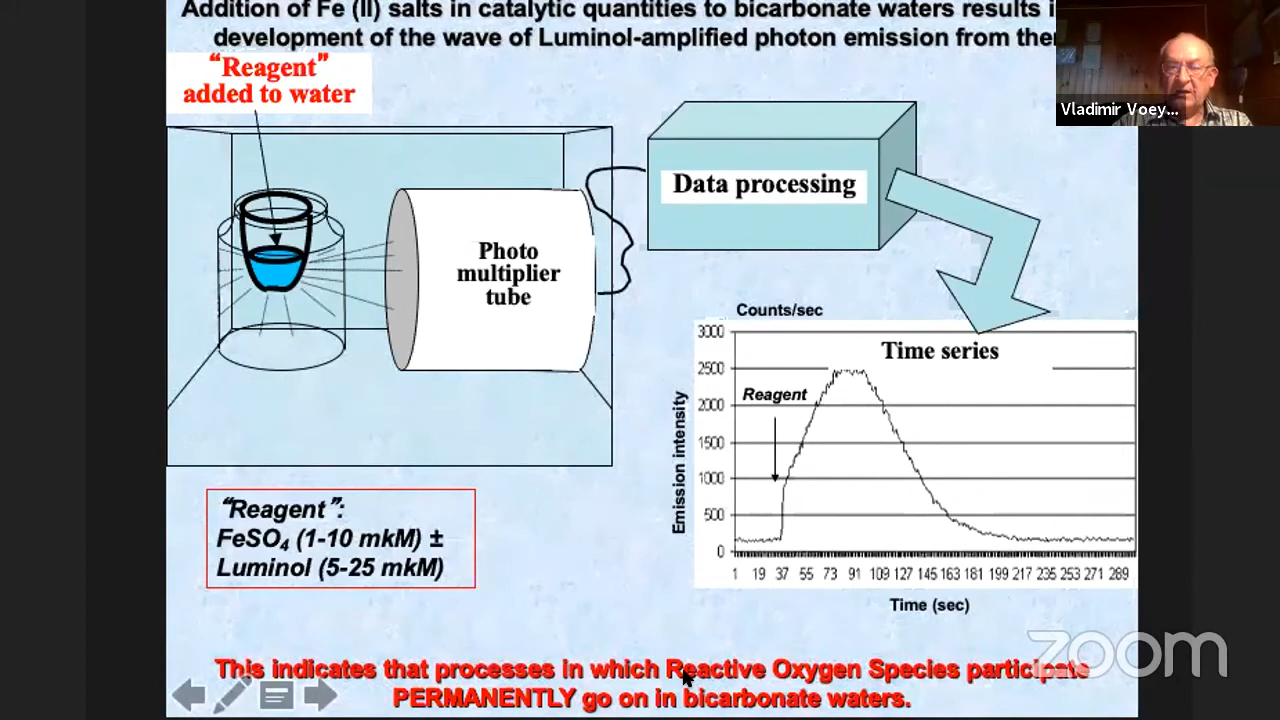 Addition of Fe (II) salts in catalytic quantities to bicarbonate waters results i
development of the wave of Luminol-amplified photon emission from ther
“Reagent”
added to water
Vladimir Voey...
Data processing
Photo
multiplier
tube
Counts/sec
Time series
Reagent
Emission intensity
3000
2500
2000
1500
1000
500
0
1 19 37 55 73 91 109 127 145 163 181 199 217 235 253 271 289
Time (sec)
“Reagent”:
FeSO4 (1-10 mkM) ±
Luminol (5-25 mkM)
This indicates that processes in which Reactive Oxygen Species participate
PERMANENTLY go on in bicarbonate waters.
zoom